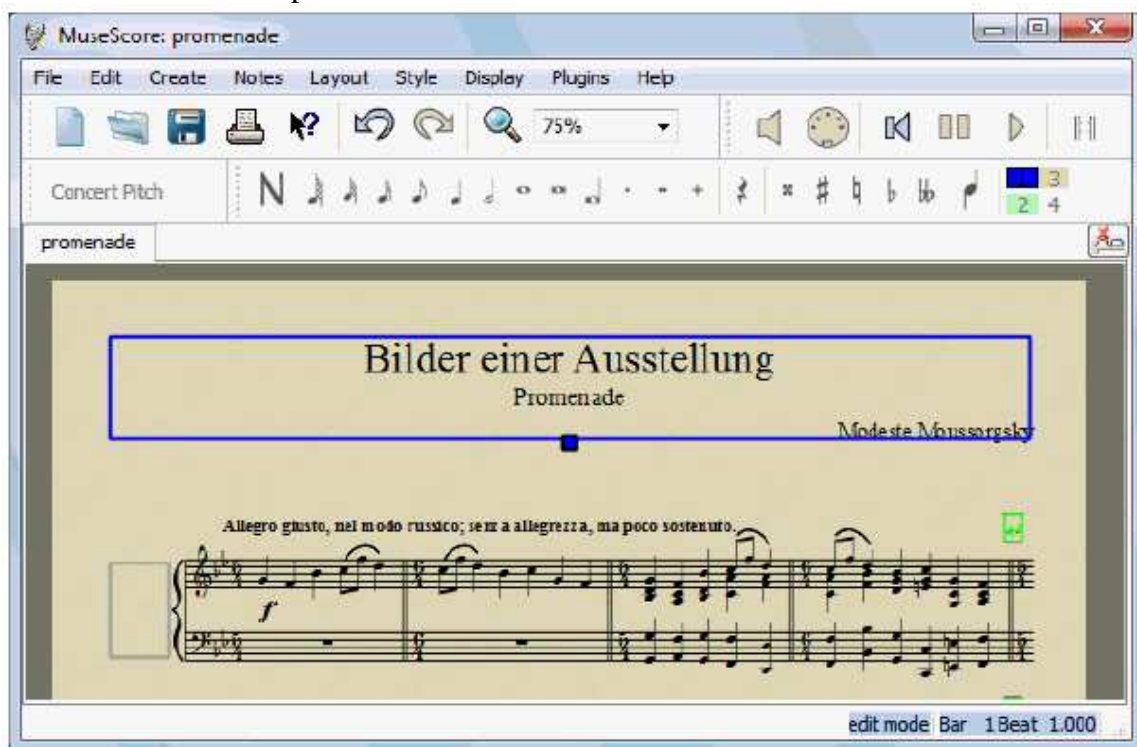 MuseScore: promenade
File Edit Create Notes Layout Style Display Plugins Help
75%
Concert Pitch
N
1 3
2 4
promenade
Bilder einer Ausstellung
Promenade
Modeste Moussorgsky
Allegro giusto, nel modo russico; senza allegrezza, ma poco sostenuto.
f
edit mode Bar 1 Beat 1.000